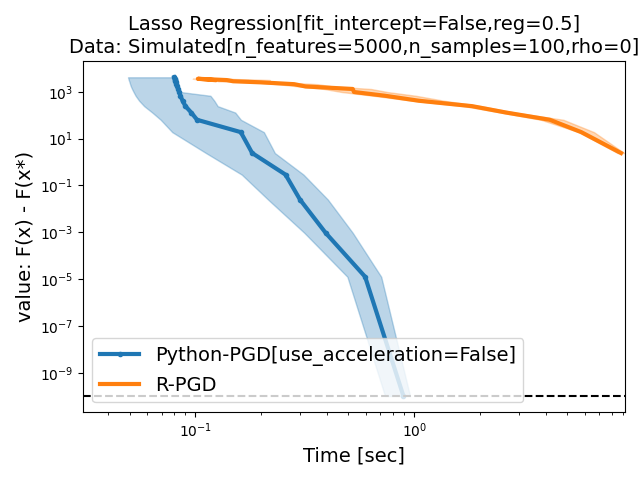 Lasso Regression[fit_intercept=False,reg=0.5]
Data: Simulated[n_features=5000,n_samples=100,rho=0]
value: F(x) - F(x*)
10^3
10^1
10^-1
10^-3
10^-5
10^-7
10^-9
Python-PGD[use_acceleration=False]
R-PGD
10^-1
10^0
Time [sec]